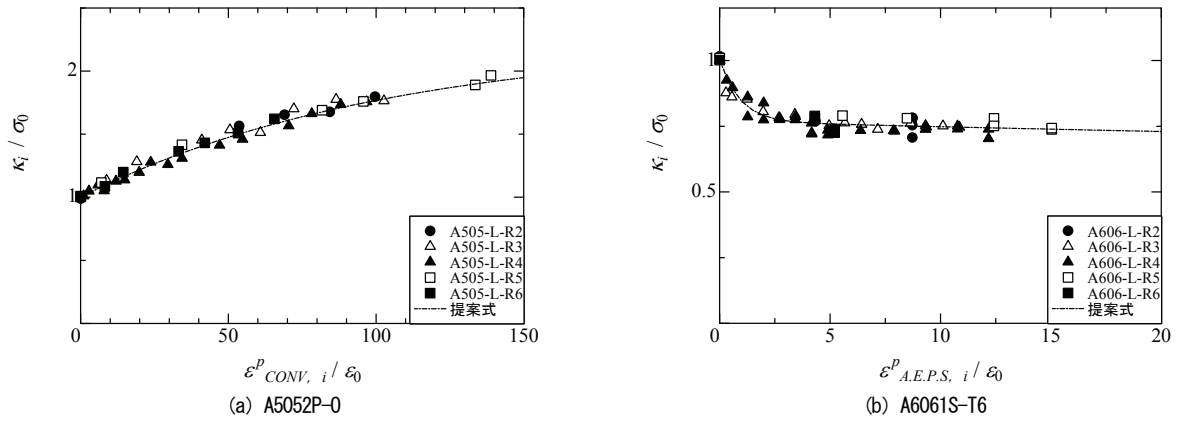 2
1
κi / σ0
0
50
100
150
A505-L-R2
A505-L-R3
A505-L-R4
A505-L-R5
A505-L-R6
提案式
ε^p_CONV, i / ε0
(a) A5052P-O
1
0.5
κi / σ0
0
5
10
15
20
A606-L-R2
A606-L-R3
A606-L-R4
A606-L-R5
A606-L-R6
提案式
ε^p_A.E.P.S, i / ε0
(b) A6061S-T6